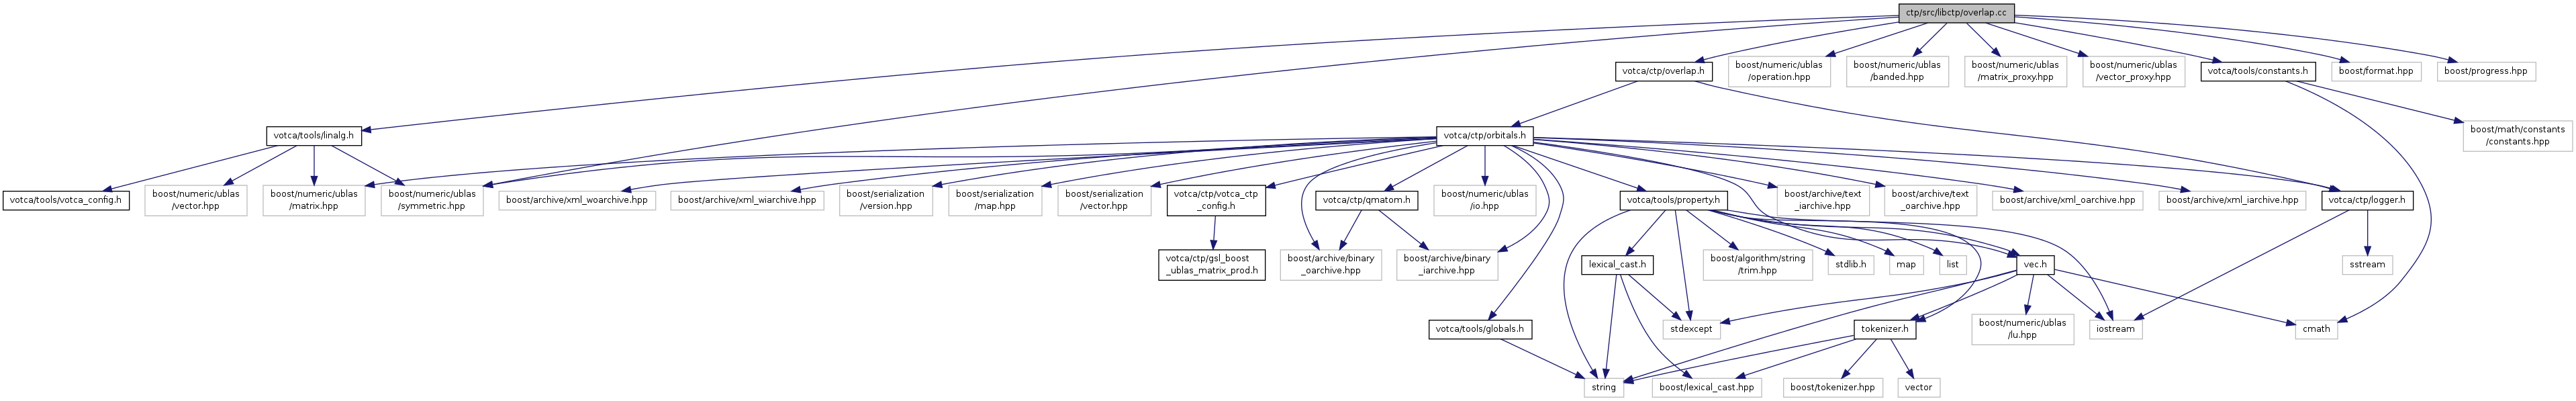 ctp/src/libctp/overlap.cc
votca/ctp/overlap.h
boost/numeric/ublas
/operation.hpp
boost/numeric/ublas
/banded.hpp
boost/numeric/ublas
/matrix_proxy.hpp
boost/numeric/ublas
/vector_proxy.hpp
votca/tools/constants.h
boost/format.hpp
boost/progress.hpp
votca/tools/linalg.h
votca/ctp/orbitals.h
boost/math/constants
/constants.hpp
votca/tools/votca_config.h
boost/numeric/ublas
/vector.hpp
boost/numeric/ublas
/matrix.hpp
boost/numeric/ublas
/symmetric.hpp
boost/archive/xml_woarchive.hpp
boost/archive/xml_wiarchive.hpp
boost/serialization
/version.hpp
boost/serialization
/map.hpp
boost/serialization
/vector.hpp
votca/ctp/votca_ctp
_config.h
votca/ctp/qmatom.h
boost/numeric/ublas
/io.hpp
votca/tools/property.h
boost/archive/text
_iarchive.hpp
boost/archive/text
_oarchive.hpp
boost/archive/xml_oarchive.hpp
boost/archive/xml_iarchive.hpp
votca/ctp/logger.h
votca/ctp/gsl_boost
_ublas_matrix_prod.h
boost/archive/binary
_oarchive.hpp
boost/archive/binary
_iarchive.hpp
lexical_cast.h
boost/algorithm/string
/trim.hpp
stdlib.h
map
list
vec.h
sstream
votca/tools/globals.h
stdexcept
tokenizer.h
boost/numeric/ublas
/lu.hpp
iostream
cmath
string
boost/lexical_cast.hpp
boost/tokenizer.hpp
vector